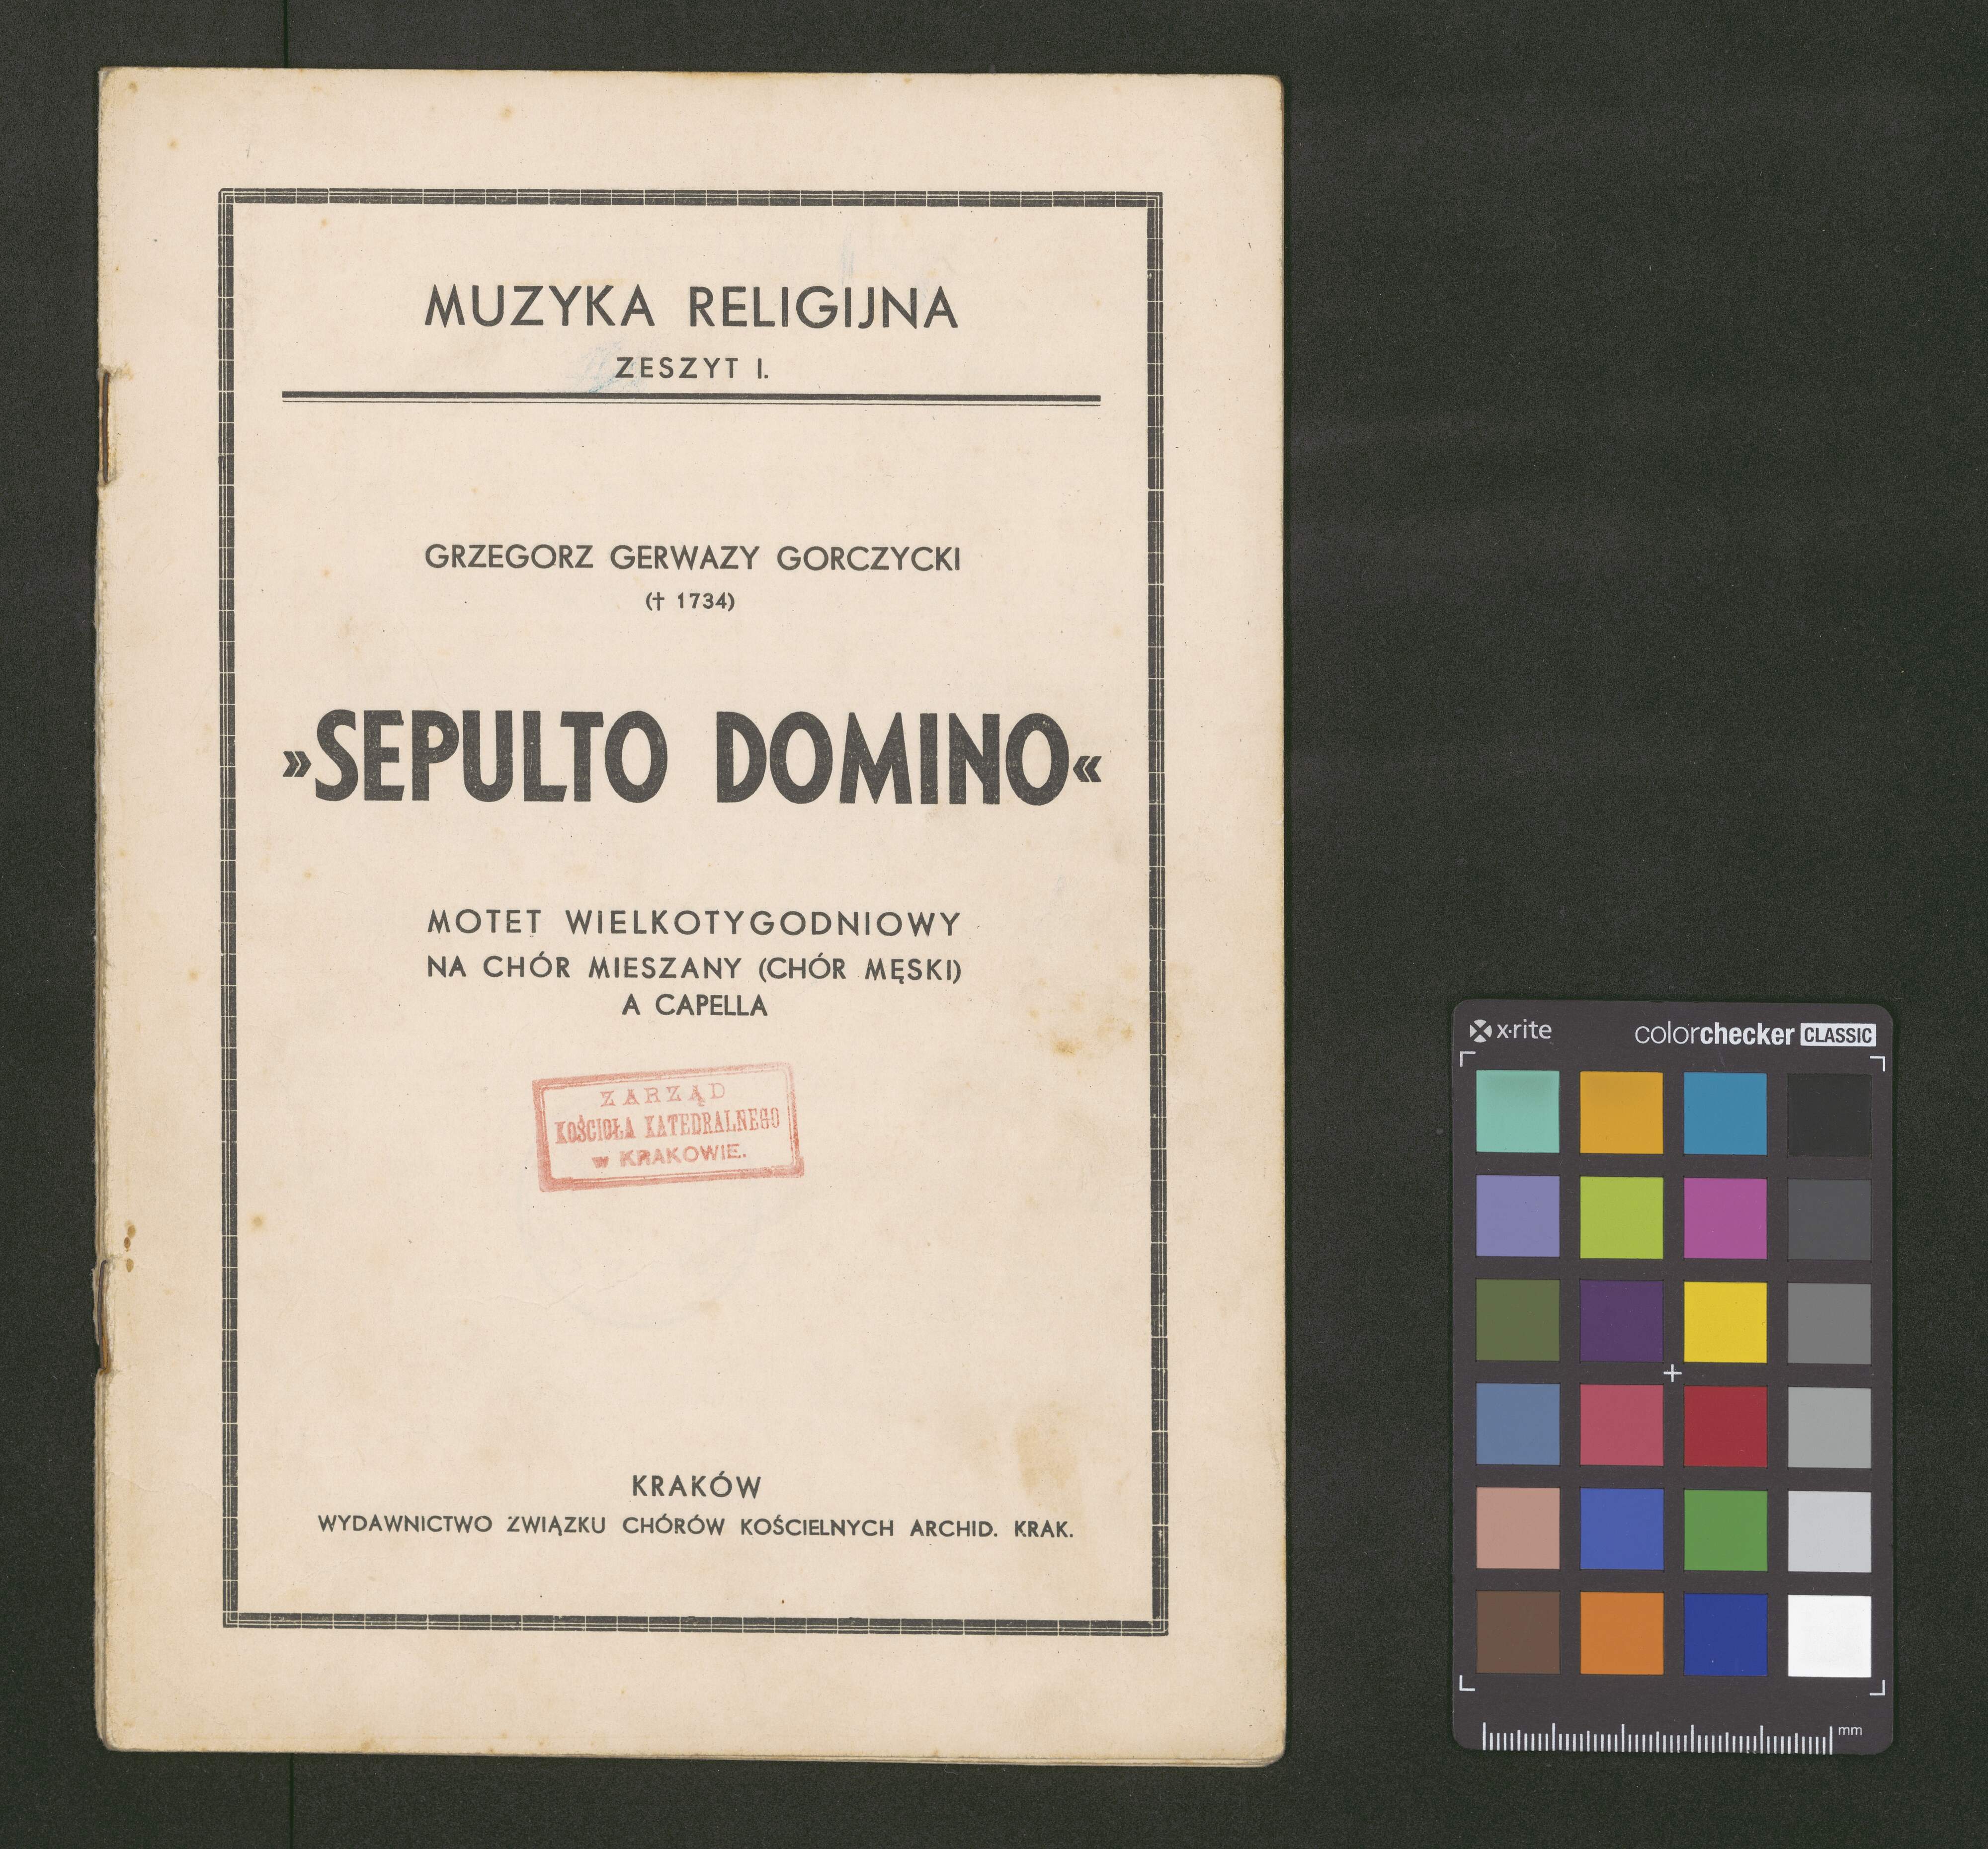 MUZYKA RELIGIJNA
ZESZYT I.
GRZEGORZ GERWAZY GORCZYCKI
(† 1734)
»SEPULTO DOMINO«
MOTET WIELKOTYGODNIOWY
NA CHÓR MIESZANY (CHÓR MĘSKI)
A CAPELLA
ZARZĄD
KOŚCIOŁA KATEDRALNEGO
w KRAKOWIE.
KRAKÓW
WYDAWNICTWO ZWIĄZKU CHÓRÓW KOŚCIELNYCH ARCHID. KRAK.
x·rite colorchecker CLASSIC
mm